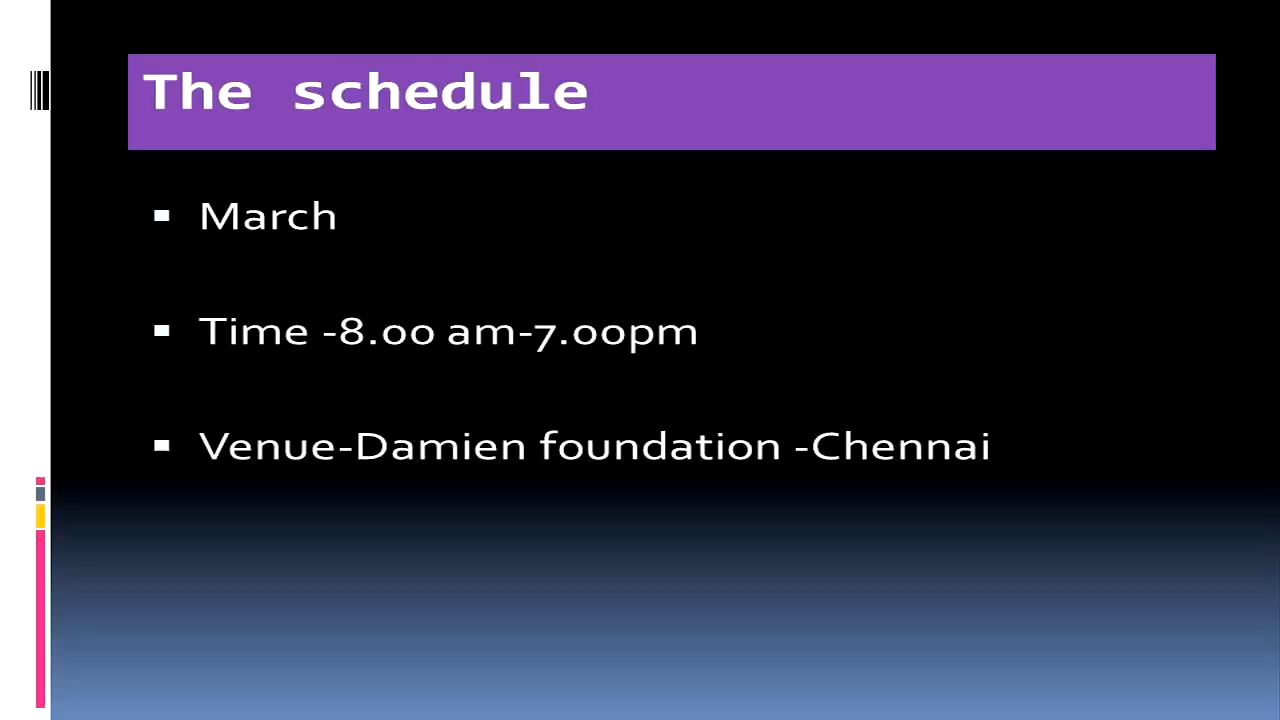 The schedule
March
Time -8.00 am-7.00pm
Venue-Damien foundation -Chennai